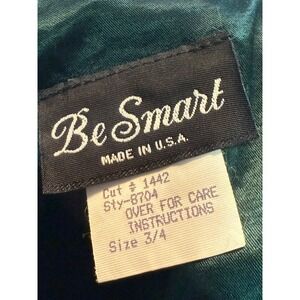 Be Smart
MADE IN U.S.A.
Cut # 1442
Sty-8704
OVER FOR CARE
INSTRUCTIONS
Size 3/4